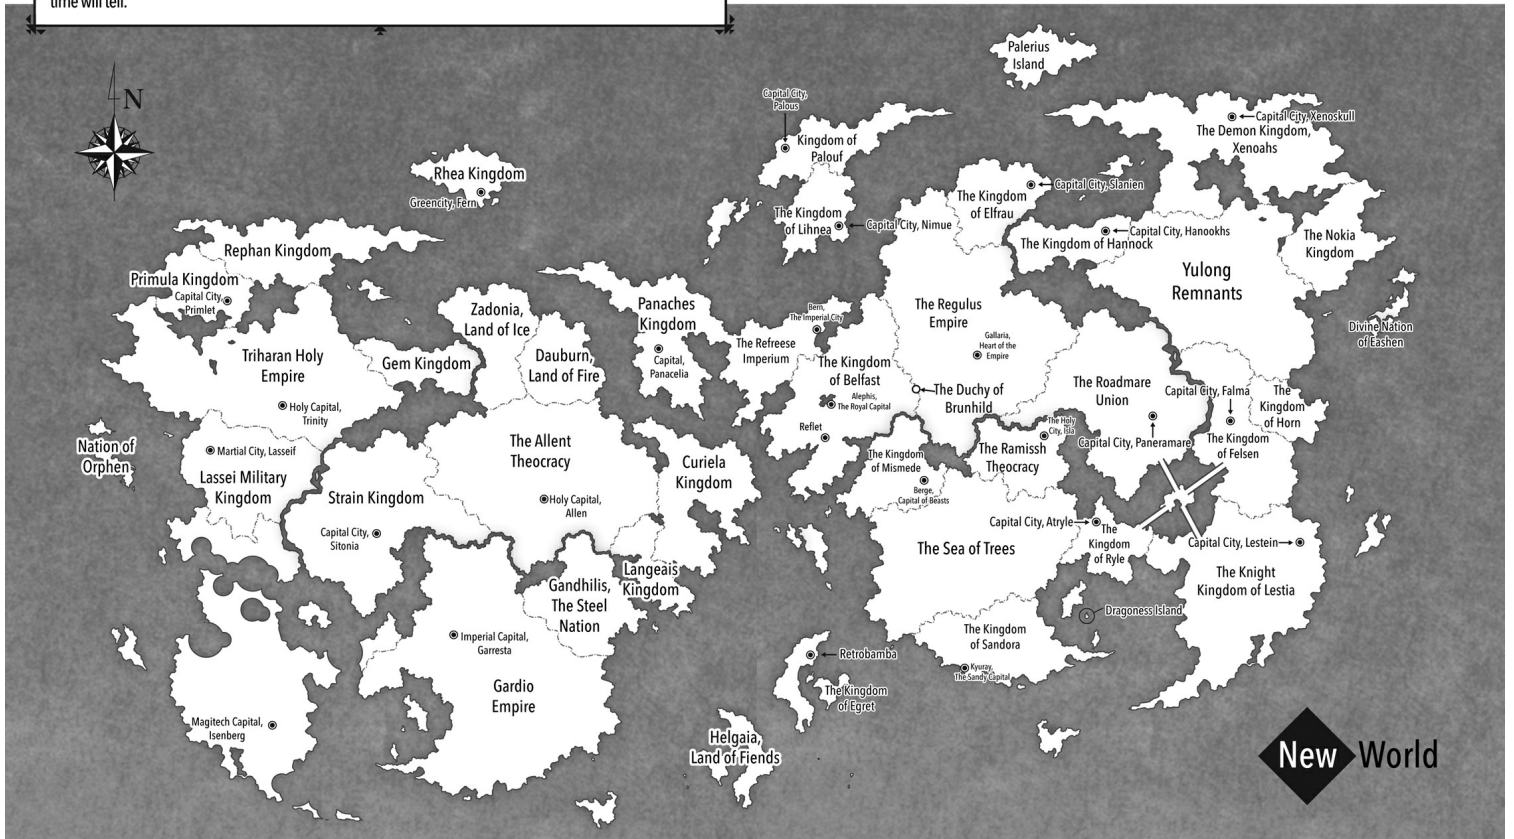 time will tell.
N
Palerius
Island
Capital City,
Palous
Kingdom of
Palouf
Capital City, Xenoskull
The Demon Kingdom,
Xenoahs
Rhea Kingdom
Greencity, Fern
Capital City, Slanien
The Kingdom
of Elfrau
The Kingdom
of Lihnea
Capital City, Nimue
Capital City, Hanookhs
The Kingdom of Hannock
The Nokia
Kingdom
Rephan Kingdom
Primula Kingdom
Capital City,
Primlet
Yulong
Remnants
Zadonia,
Land of Ice
Panaches
Kingdom
Capital,
Panacelia
Bern,
The Imperial City
The Refreese
Imperium
The Regulus
Empire
Gallaria,
Heart of the
Empire
Divine Nation
of Eashen
Triharan Holy
Empire
Holy Capital,
Trinity
Gem Kingdom
Dauburn,
Land of Fire
The Kingdom
of Belfast
Alephis,
The Royal Capital
Reflet
The Duchy of
Brunhild
The Roadmare
Union
Capital City, Paneramare
Capital City, Falma
The Kingdom
of Felsen
The
Kingdom
of Horn
Nation of
Orphen
Martial City, Lasseif
Lassei Military
Kingdom
The Allent
Theocracy
Holy Capital,
Allen
Curiela
Kingdom
The Kingdom
of Mismede
Berge,
Capital of Beasts
The Holy
City, Isla
The Ramissh
Theocracy
Strain Kingdom
Capital City,
Sitonia
Capital City, Atryle
The
Kingdom
of Ryle
The Sea of Trees
Capital City, Lestein
The Knight
Kingdom of Lestia
Langeais
Kingdom
Gandhilis,
The Steel
Nation
Dragoness Island
Imperial Capital,
Garresta
Gardio
Empire
The Kingdom
of Sandora
Kyuray,
The Sandy Capital
Retrobamba
The Kingdom
of Egret
Magitech Capital,
Isenberg
Helgaia,
Land of Fiends
New World